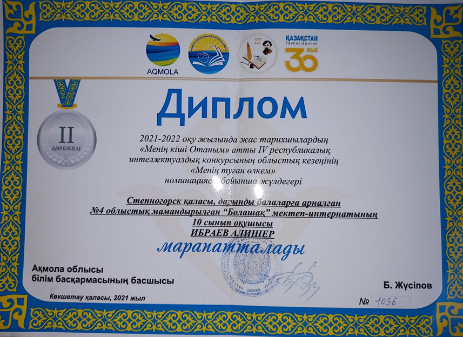 AQMOLA
ҚАЗАҚСТАН
30
Диплом
II
ДӘРЕЖЕЛІ
2021-2022 оқу жылында жас тарихшылардың
«Менің кіші Отаным» атты IV республикалық
интеллектуалдық конкурсының облыстық кезеңінің
«Менің туған өлкем»
номинациясы бойынша жүлдегері
Степногорск қаласы, дарынды балаларға арналған
№4 облыстық мамандырылған "Болашақ" мектеп-интернатының
10 сынып оқушысы
ИБРАЕВ АЛИШЕР
марапатталады
Ақмола облысы
білім басқармасының басшысы
Б. Жүсіпов
Көкшетау қаласы, 2021 жыл
№ 1036